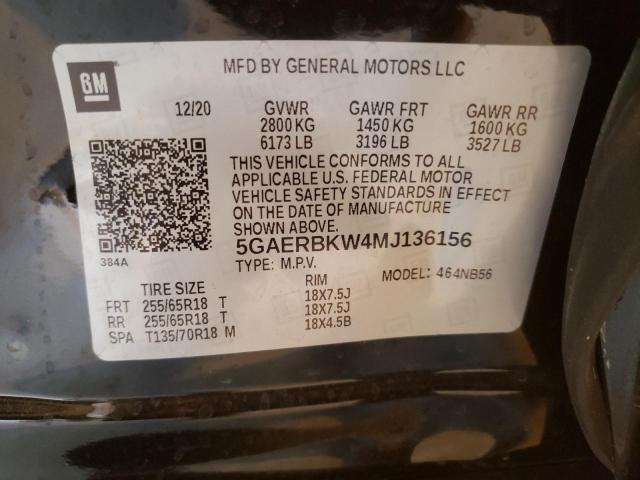 GM
MFD BY GENERAL MOTORS LLC
12/20 GVWR GAWR FRT GAWR RR
2800 KG 1450 KG 1600 KG
6173 LB 3196 LB 3527 LB
THIS VEHICLE CONFORMS TO ALL
APPLICABLE U.S. FEDERAL MOTOR
VEHICLE SAFETY STANDARDS IN EFFECT
ON THE DATE OF MANUFACTURE
SHOWN ABOVE.
384A
5GAERBKW4MJ136156
TYPE: M.P.V. MODEL: 464NB56
TIRE SIZE RIM
FRT 255/65R18 T 18X7.5J
RR 255/65R18 T 18X7.5J
SPA T135/70R18 M 18X4.5B